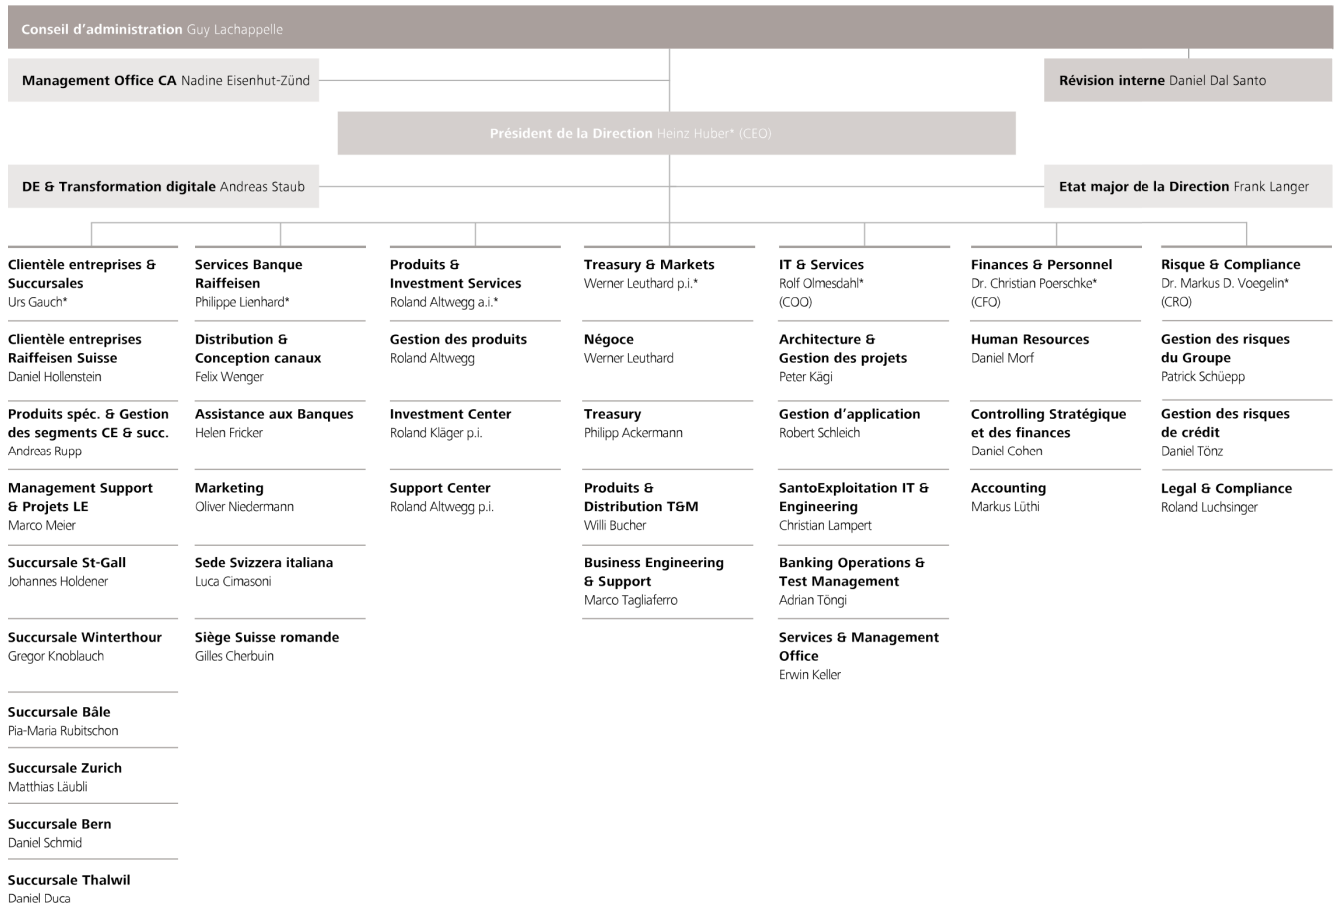 Conseil d'administration Guy Lachappelle
Management Office CA Nadine Eisenhut-Zünd
Révision interne Daniel Dal Santo
Président de la Direction Heinz Huber* (CEO)
DE & Transformation digitale Andreas Staub
Etat major de la Direction Frank Langer
Clientèle entreprises &
Succursales
Urs Gauch*
Clientèle entreprises
Raiffeisen Suisse
Daniel Hollenstein
Produits spéc. & Gestion
des segments CE & succ.
Andreas Rupp
Management Support
& Projets LE
Marco Meier
Succursale St-Gall
Johannes Holdener
Succursale Winterthour
Gregor Knoblauch
Succursale Bâle
Pia-Maria Rubitschon
Succursale Zurich
Matthias Läubli
Succursale Bern
Daniel Schmid
Succursale Thalwil
Daniel Duca
Services Banque
Raiffeisen
Philippe Lienhard*
Distribution &
Conception canaux
Felix Wenger
Assistance aux Banques
Helen Fricker
Marketing
Oliver Niedermann
Sede Svizzera italiana
Luca Cimasoni
Siège Suisse romande
Gilles Cherbuin
Produits &
Investment Services
Roland Altwegg a.i.*
Gestion des produits
Roland Altwegg
Investment Center
Roland Kläger p.i.
Support Center
Roland Altwegg p.i.
Treasury & Markets
Werner Leuthard p.i.*
Négoce
Werner Leuthard
Treasury
Philipp Ackermann
Produits &
Distribution T&M
Willi Bucher
Business Engineering
& Support
Marco Tagliaferro
IT & Services
Rolf Olmesdahl*
(COO)
Architecture &
Gestion des projets
Peter Kägi
Gestion d'application
Robert Schleich
SantoExploitation IT &
Engineering
Christian Lampert
Banking Operations &
Test Management
Adrian Töngi
Services & Management
Office
Erwin Keller
Finances & Personnel
Dr. Christian Poerschke*
(CFO)
Human Resources
Daniel Morf
Controlling Stratégique
et des finances
Daniel Cohen
Accounting
Markus Lüthi
Risque & Compliance
Dr. Markus D. Voegelin*
(CRO)
Gestion des risques
du Groupe
Patrick Schüepp
Gestion des risques
de crédit
Daniel Tönz
Legal & Compliance
Roland Luchsinger